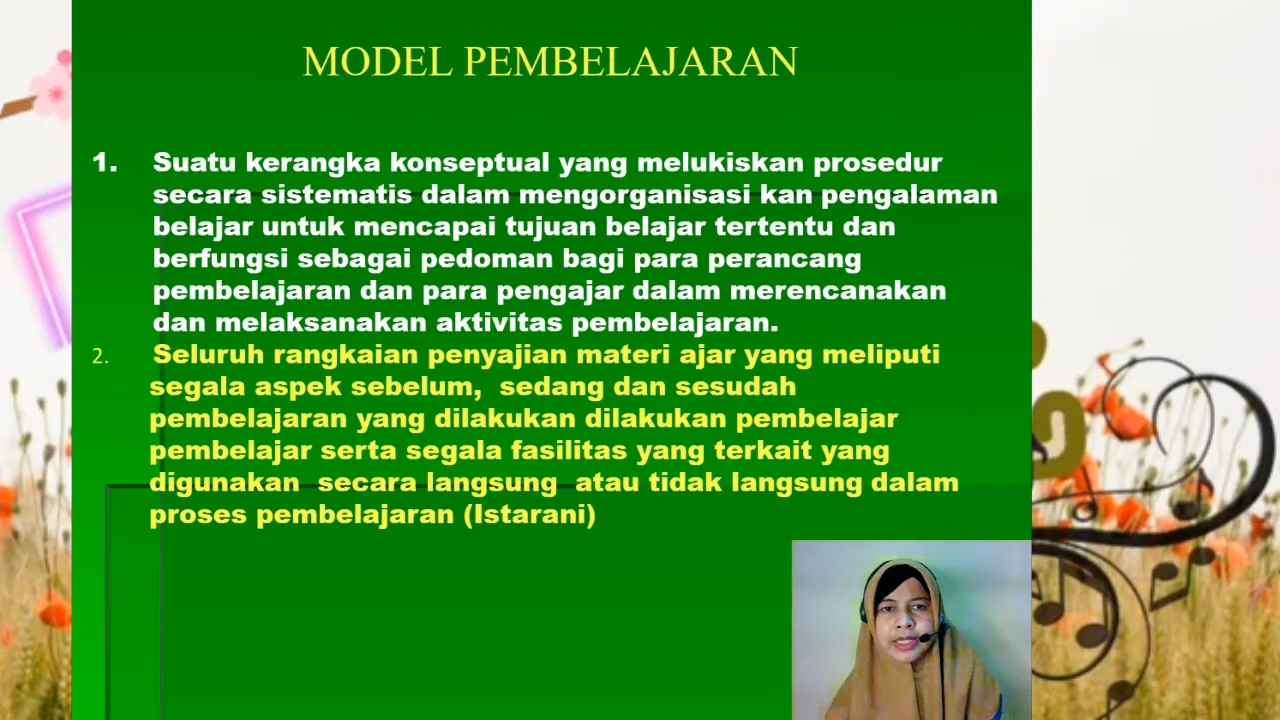 MODEL PEMBELAJARAN
1. Suatu kerangka konseptual yang melukiskan prosedur
secara sistematis dalam mengorganisasi kan pengalaman
belajar untuk mencapai tujuan belajar tertentu dan
berfungsi sebagai pedoman bagi para perancang
pembelajaran dan para pengajar dalam merencanakan
dan melaksanakan aktivitas pembelajaran.
2. Seluruh rangkaian penyajian materi ajar yang meliputi
segala aspek sebelum, sedang dan sesudah
pembelajaran yang dilakukan dilakukan pembelajar
pembelajar serta segala fasilitas yang terkait yang
digunakan secara langsung atau tidak langsung dalam
proses pembelajaran (Istarani)